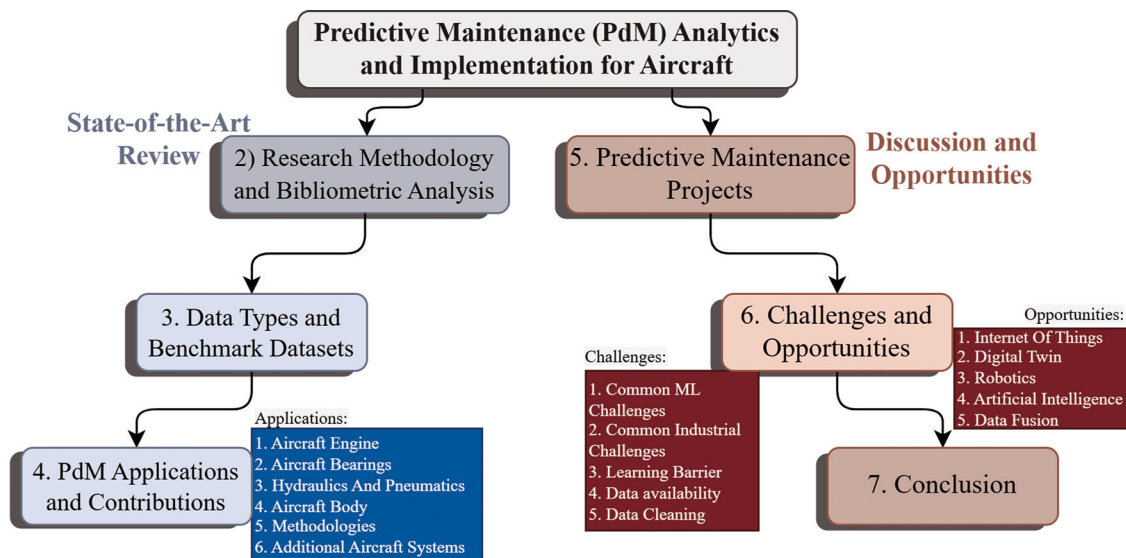 Predictive Maintenance (PdM) Analytics
and Implementation for Aircraft
State-of-the-Art
Review
2) Research Methodology
and Bibliometric Analysis
3. Data Types and
Benchmark Datasets
4. PdM Applications
and Contributions
Applications:
1. Aircraft Engine
2. Aircraft Bearings
3. Hydraulics And Pneumatics
4. Aircraft Body
5. Methodologies
6. Additional Aircraft Systems
5. Predictive Maintenance
Projects
Discussion and
Opportunities
6. Challenges and
Opportunities
Challenges:
1. Common ML
Challenges
2. Common Industrial
Challenges
3. Learning Barrier
4. Data availability
5. Data Cleaning
Opportunities:
1. Internet Of Things
2. Digital Twin
3. Robotics
4. Artificial Intelligence
5. Data Fusion
7. Conclusion